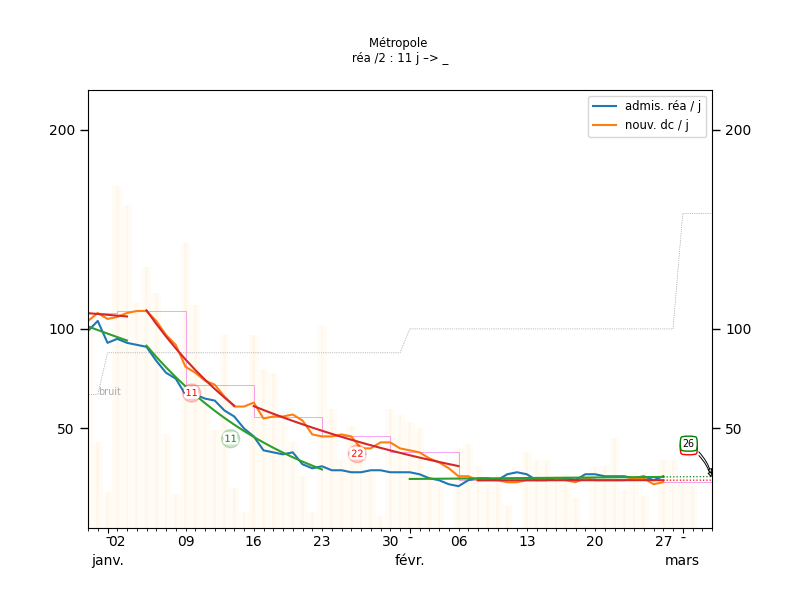 Métropole
réa /2 : 11 j –> _
admis. réa / j
nouv. dc / j
200
200
100
100
bruit
11
11
22
26
50
50
02
09
16
23
30
06
13
20
27
janv.
févr.
mars